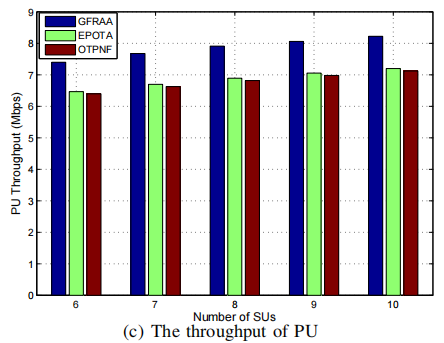 GFRAA
EPOTA
OTPNF
9
8
7
6
5
4
3
2
1
0
PU Throughput (Mbps)
6 7 8 9 10
Number of SUs
(c) The throughput of PU